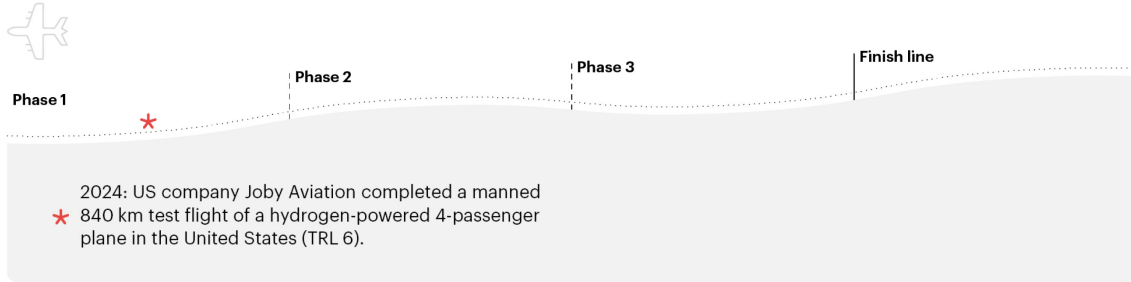 Phase 1
Phase 2
Phase 3
Finish line
2024: US company Joby Aviation completed a manned
840 km test flight of a hydrogen-powered 4-passenger
plane in the United States (TRL 6).